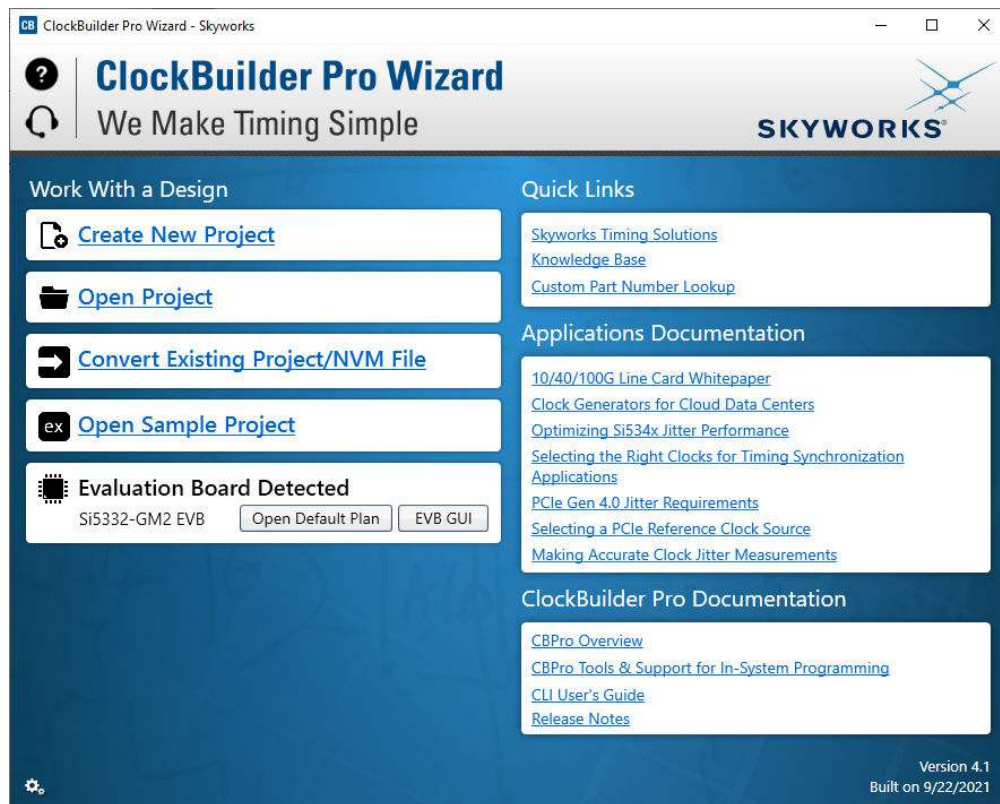 CB ClockBuilder Pro Wizard - Skyworks
?
ClockBuilder Pro Wizard
We Make Timing Simple
SKYWORKS®
Work With a Design
Create New Project
Open Project
Convert Existing Project/NVM File
ex Open Sample Project
Evaluation Board Detected
Si5332-GM2 EVB Open Default Plan EVB GUI
Quick Links
Skyworks Timing Solutions
Knowledge Base
Custom Part Number Lookup
Applications Documentation
10/40/100G Line Card Whitepaper
Clock Generators for Cloud Data Centers
Optimizing Si534x Jitter Performance
Selecting the Right Clocks for Timing Synchronization
Applications
PCIe Gen 4.0 Jitter Requirements
Selecting a PCIe Reference Clock Source
Making Accurate Clock Jitter Measurements
ClockBuilder Pro Documentation
CBPro Overview
CBPro Tools & Support for In-System Programming
CLI User's Guide
Release Notes
Version 4.1
Built on 9/22/2021